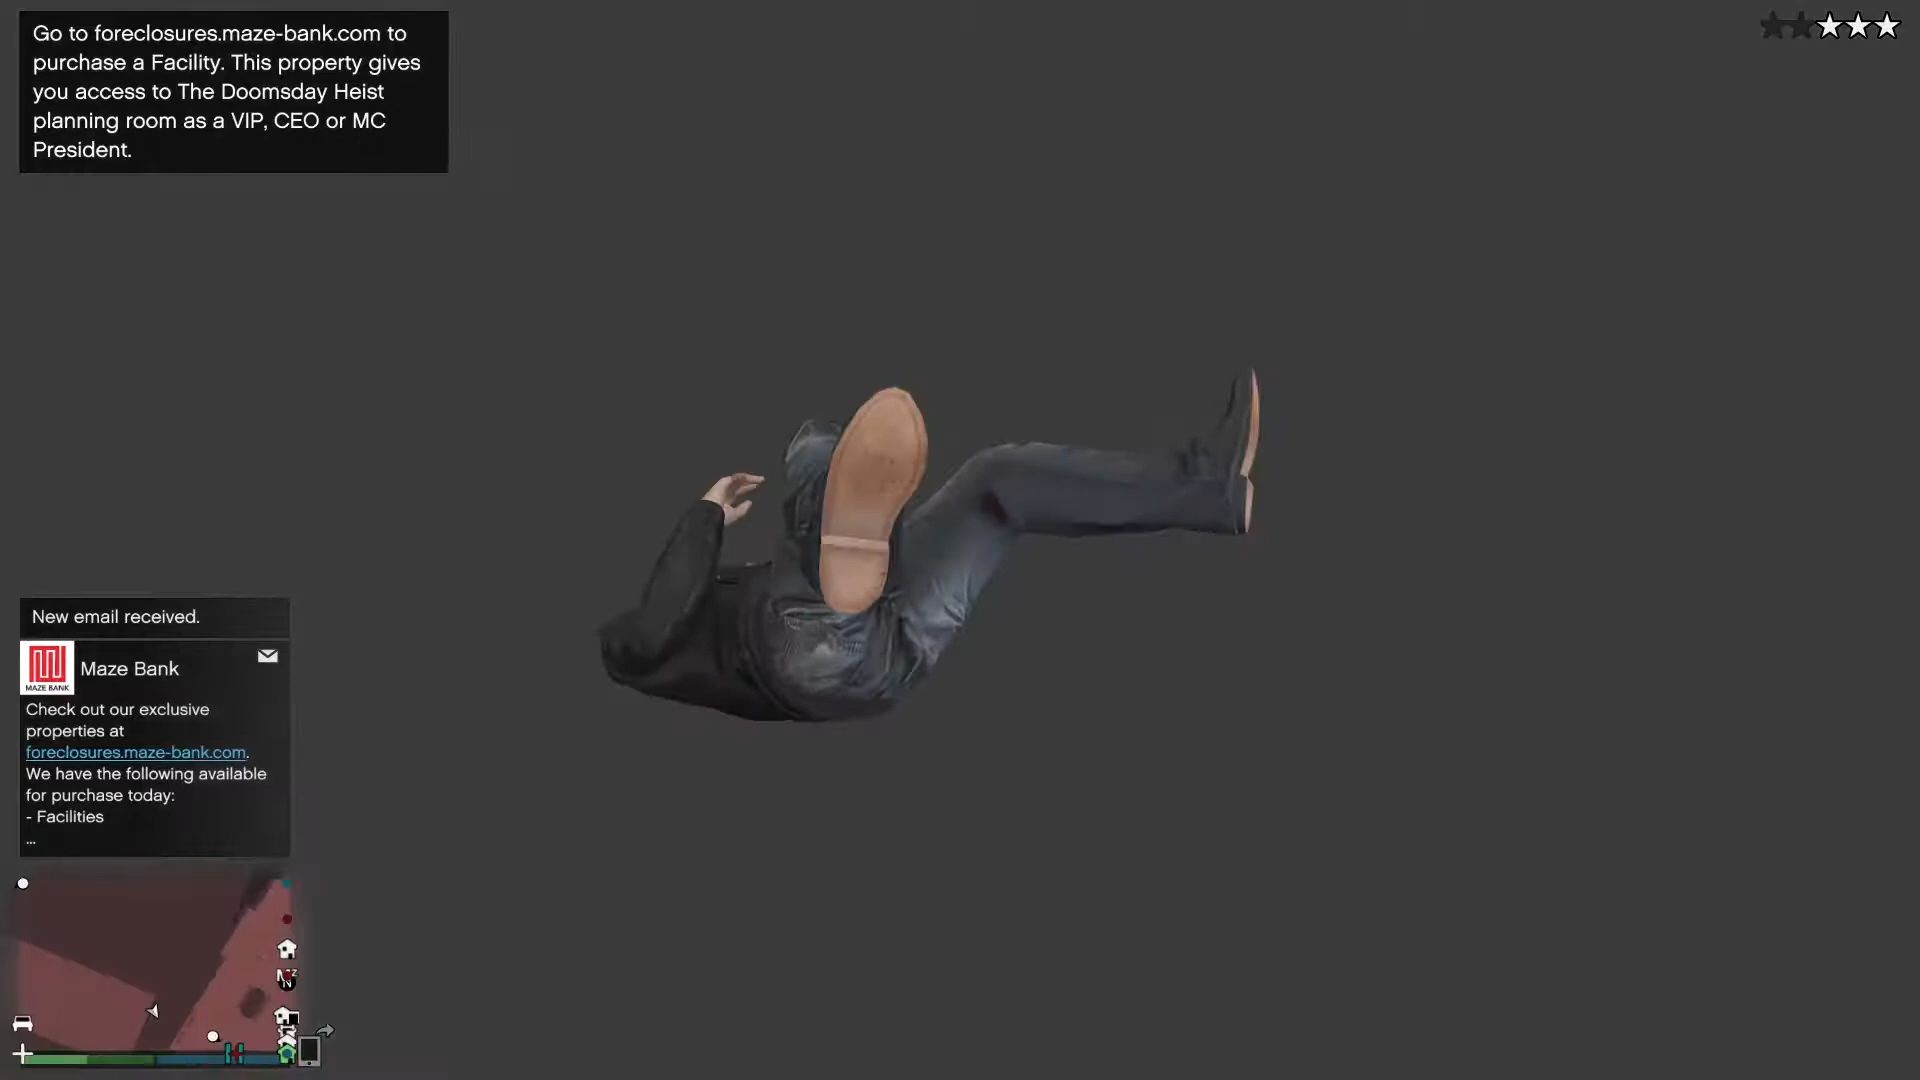 Go to foreclosures.maze-bank.com to
purchase a Facility. This property gives
you access to The Doomsday Heist
planning room as a VIP, CEO or MC
President.
New email received.
MAZE BANK
Maze Bank
Check out our exclusive
properties at
foreclosures.maze-bank.com.
We have the following available
for purchase today:
- Facilities
...
N